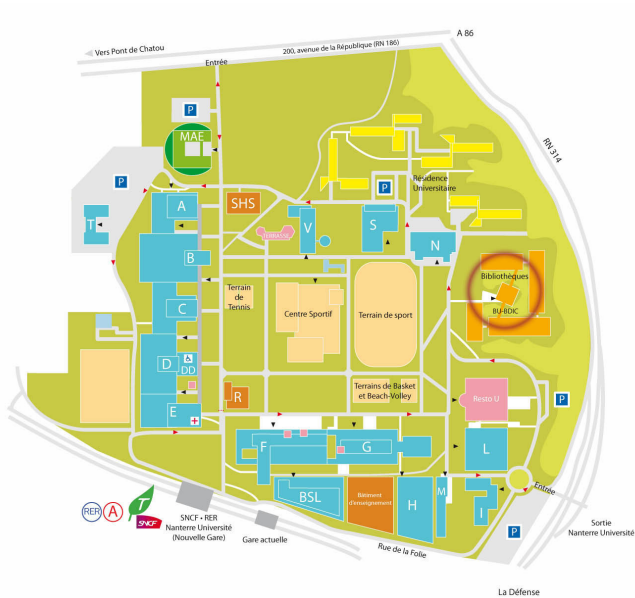 A 86
Vers Pont de Chatou
200, avenue de la République (RN 186)
Entrée
P
MAE
RN 314
P
P
Résidence
Universitaire
A
SHS
T
TERRASSE
V
S
N
B
Bibliothèques
BU-BDIC
Terrain
de
Tennis
Centre Sportif
Terrain de sport
C
D
DD
E
R
Terrains de Basket
et Beach-Volley
Resto U
P
F
G
L
BSL
Bâtiment
d'enseignement
H
M
I
Entrée
RER
A
T
SNCF
SNCF • RER
Nanterre Université
(Nouvelle Gare)
Gare actuelle
Rue de la Folie
P
Sortie
Nanterre Université
La Défense